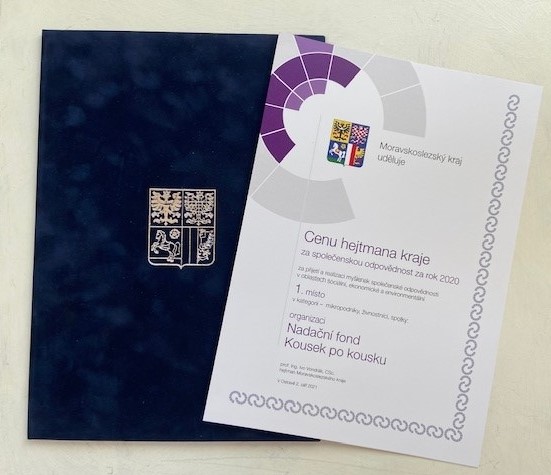 Moravskoslezský kraj
uděluje
Cenu hejtmana kraje
za společenskou odpovědnost za rok 2020
za přijetí a realizaci myšlenek společenské odpovědnosti
v oblastech sociální, ekonomické a environmentální
1. místo
v kategorii – mikropodniky, živnostníci, spolky:
organizaci
Nadační fond
Kousek po kousku
prof. Ing. Ivo Vondrák, CSc.
hejtman Moravskoslezského kraje
V Ostravě 2. září 2021